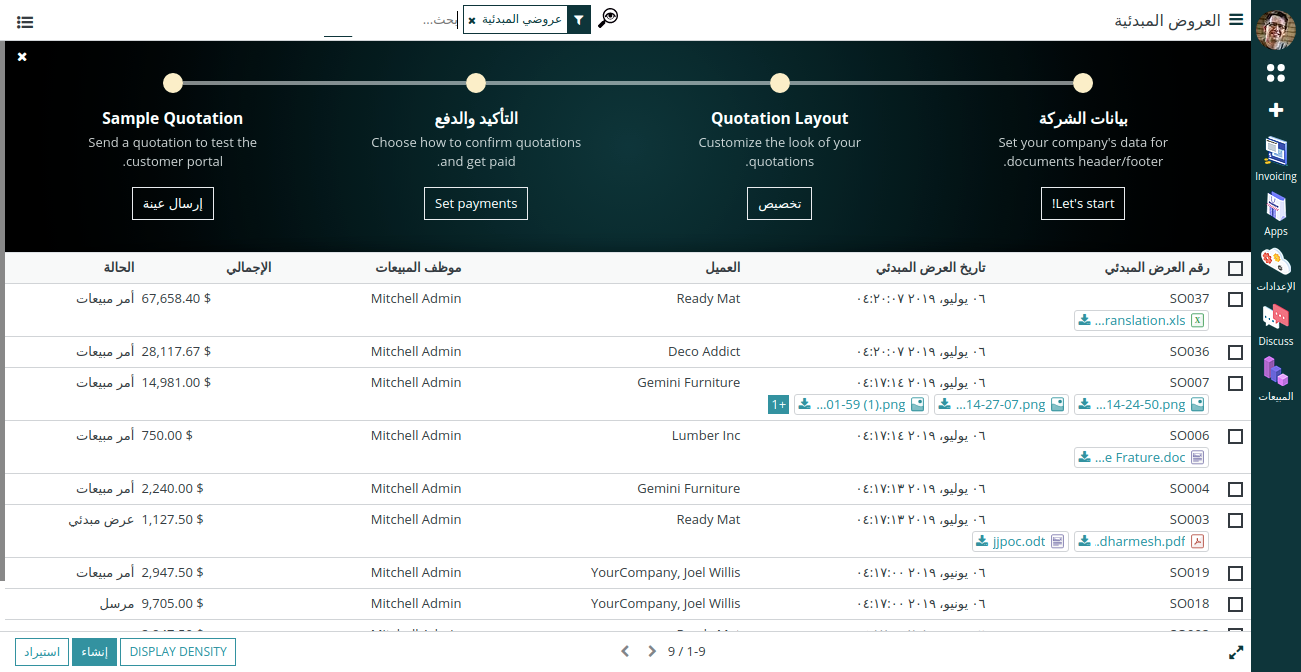 العروض المبدئية
عروضي المبدئية ×
بحث...
بيانات الشركة
Set your company's data for
documents header/footer.
Let's start!
Quotation Layout
Customize the look of your
quotations.
تخصيص
التأكيد والدفع
Choose how to confirm quotations
and get paid.
Set payments
Sample Quotation
Send a quotation to test the
customer portal.
إرسال عينة
Invoicing
Apps
الإعدادات
Discuss
المبيعات
رقم العرض المبدئي تاريخ العرض المبدئي العميل موظف المبيعات الإجمالي الحالة
SO037 ٠٦ يوليو، ٢٠١٩ ٠٤:٢٠:٠٧ Ready Mat Mitchell Admin 67,658.40 $ أمر مبيعات
...ranslation.xls
SO036 ٠٦ يوليو، ٢٠١٩ ٠٤:٢٠:٠٧ Deco Addict Mitchell Admin 28,117.67 $ أمر مبيعات
SO007 ٠٦ يوليو، ٢٠١٩ ٠٤:١٧:١٤ Gemini Furniture Mitchell Admin 14,981.00 $ أمر مبيعات
...14-24-50.png ...14-27-07.png ...01-59 (1).png +1
SO006 ٠٦ يوليو، ٢٠١٩ ٠٤:١٧:١٤ Lumber Inc Mitchell Admin 750.00 $ أمر مبيعات
...e Frature.doc
SO004 ٠٦ يوليو، ٢٠١٩ ٠٤:١٧:١٣ Gemini Furniture Mitchell Admin 2,240.00 $ أمر مبيعات
SO003 ٠٦ يوليو، ٢٠١٩ ٠٤:١٧:١٣ Ready Mat Mitchell Admin 1,127.50 $ عرض مبدئي
.dharmesh.pdf jjpoc.odt
SO019 ٠٦ يونيو، ٢٠١٩ ٠٤:١٧:٠٠ YourCompany, Joel Willis Mitchell Admin 2,947.50 $ أمر مبيعات
SO018 ٠٦ يونيو، ٢٠١٩ ٠٤:١٧:٠٠ YourCompany, Joel Willis Mitchell Admin 9,705.00 $ مرسل
9 / 1-9
DISPLAY DENSITY
إنشاء
استيراد